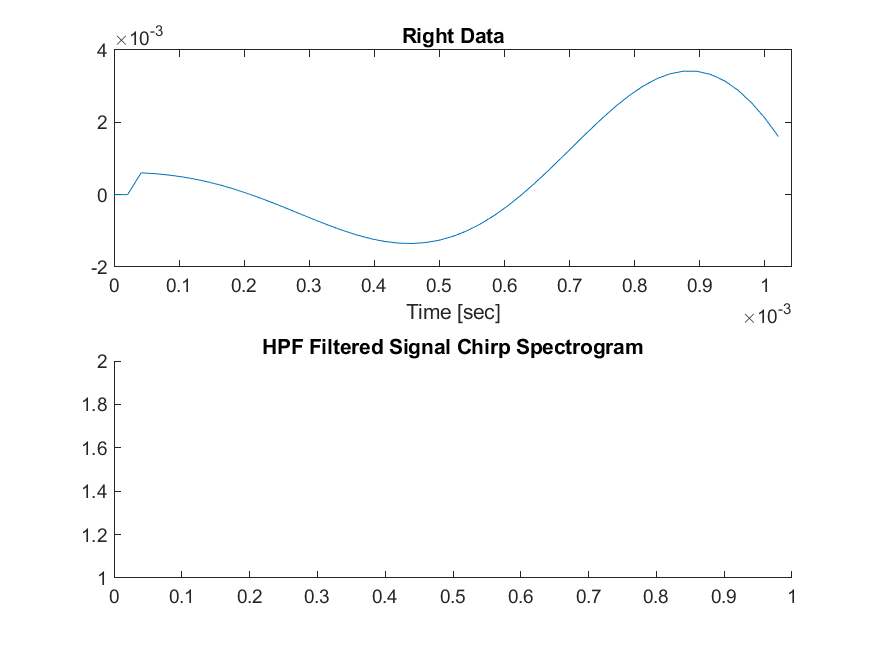 ×10-3
Right Data
4
2
0
-2
0 0.1 0.2 0.3 0.4 0.5 0.6 0.7 0.8 0.9 1
Time [sec]
×10-3
HPF Filtered Signal Chirp Spectrogram
2
1.8
1.6
1.4
1.2
1
0 0.1 0.2 0.3 0.4 0.5 0.6 0.7 0.8 0.9 1